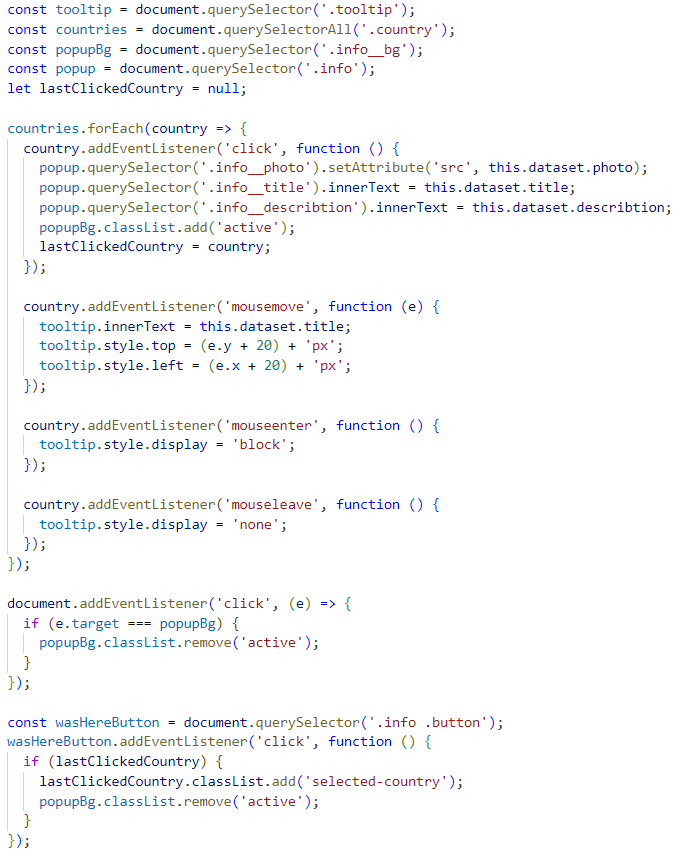 const tooltip = document.querySelector('.tooltip');
const countries = document.querySelectorAll('.country');
const popupBg = document.querySelector('.info__bg');
const popup = document.querySelector('.info');
let lastClickedCountry = null;

countries.forEach(country => {
  country.addEventListener('click', function () {
    popup.querySelector('.info__photo').setAttribute('src', this.dataset.photo);
    popup.querySelector('.info__title').innerText = this.dataset.title;
    popup.querySelector('.info__describtion').innerText = this.dataset.describtion;
    popupBg.classList.add('active');
    lastClickedCountry = country;
  });

  country.addEventListener('mousemove', function (e) {
    tooltip.innerText = this.dataset.title;
    tooltip.style.top = (e.y + 20) + 'px';
    tooltip.style.left = (e.x + 20) + 'px';
  });

  country.addEventListener('mouseenter', function () {
    tooltip.style.display = 'block';
  });

  country.addEventListener('mouseleave', function () {
    tooltip.style.display = 'none';
  });
});

document.addEventListener('click', (e) => {
  if (e.target === popupBg) {
    popupBg.classList.remove('active');
  }
});

const wasHereButton = document.querySelector('.info .button');
wasHereButton.addEventListener('click', function () {
  if (lastClickedCountry) {
    lastClickedCountry.classList.add('selected-country');
    popupBg.classList.remove('active');
  }
});